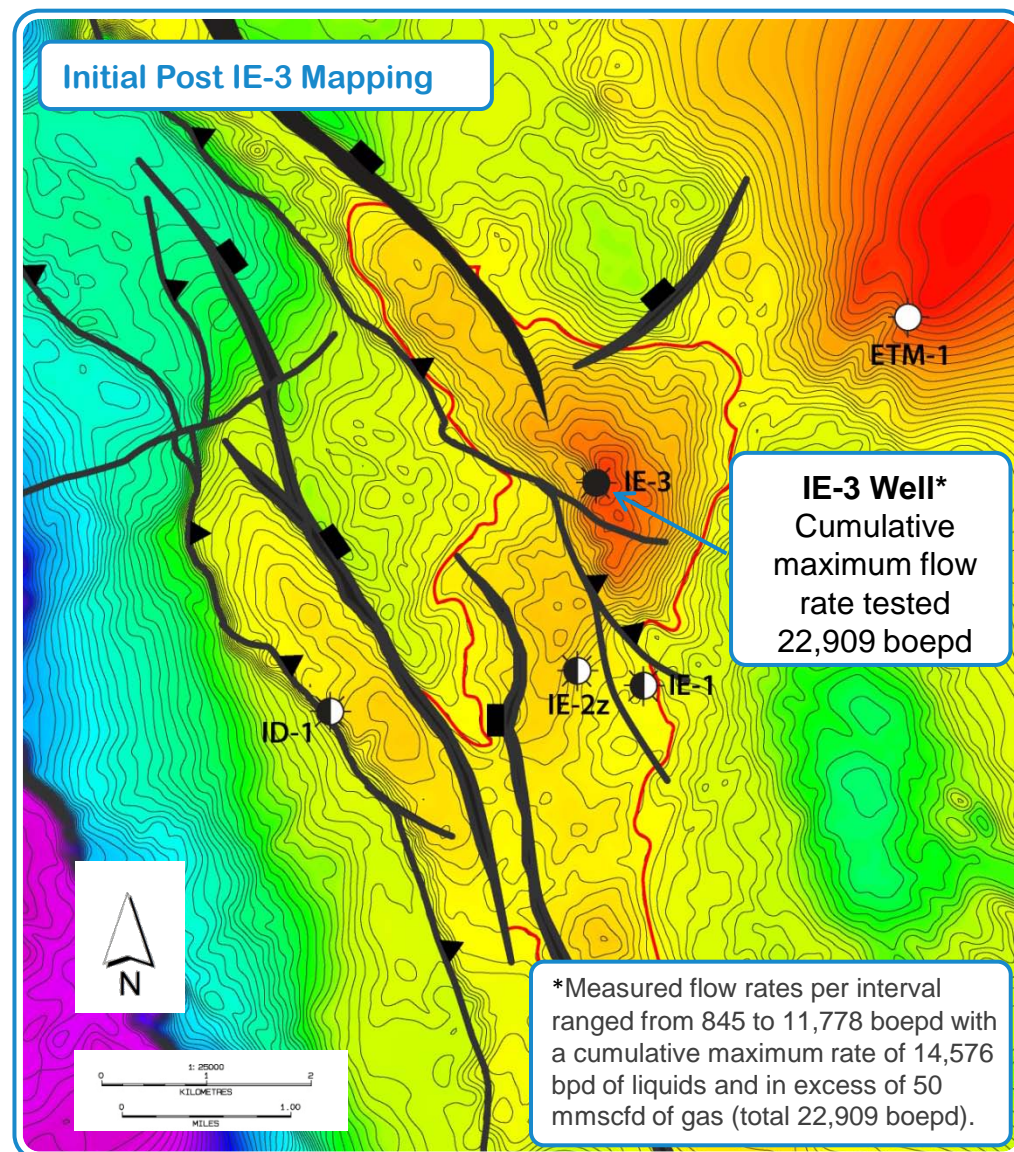 Initial Post IE-3 Mapping
ETM-1
IE-3
IE-3 Well*
Cumulative
maximum flow
rate tested
22,909 boepd
IE-1
IE-2z
ID-1
N
1: 25000
0 1 2
KILOMETRES
0 1.00
MILES
*Measured flow rates per interval
ranged from 845 to 11,778 boepd with
a cumulative maximum rate of 14,576
bpd of liquids and in excess of 50
mmscfd of gas (total 22,909 boepd).